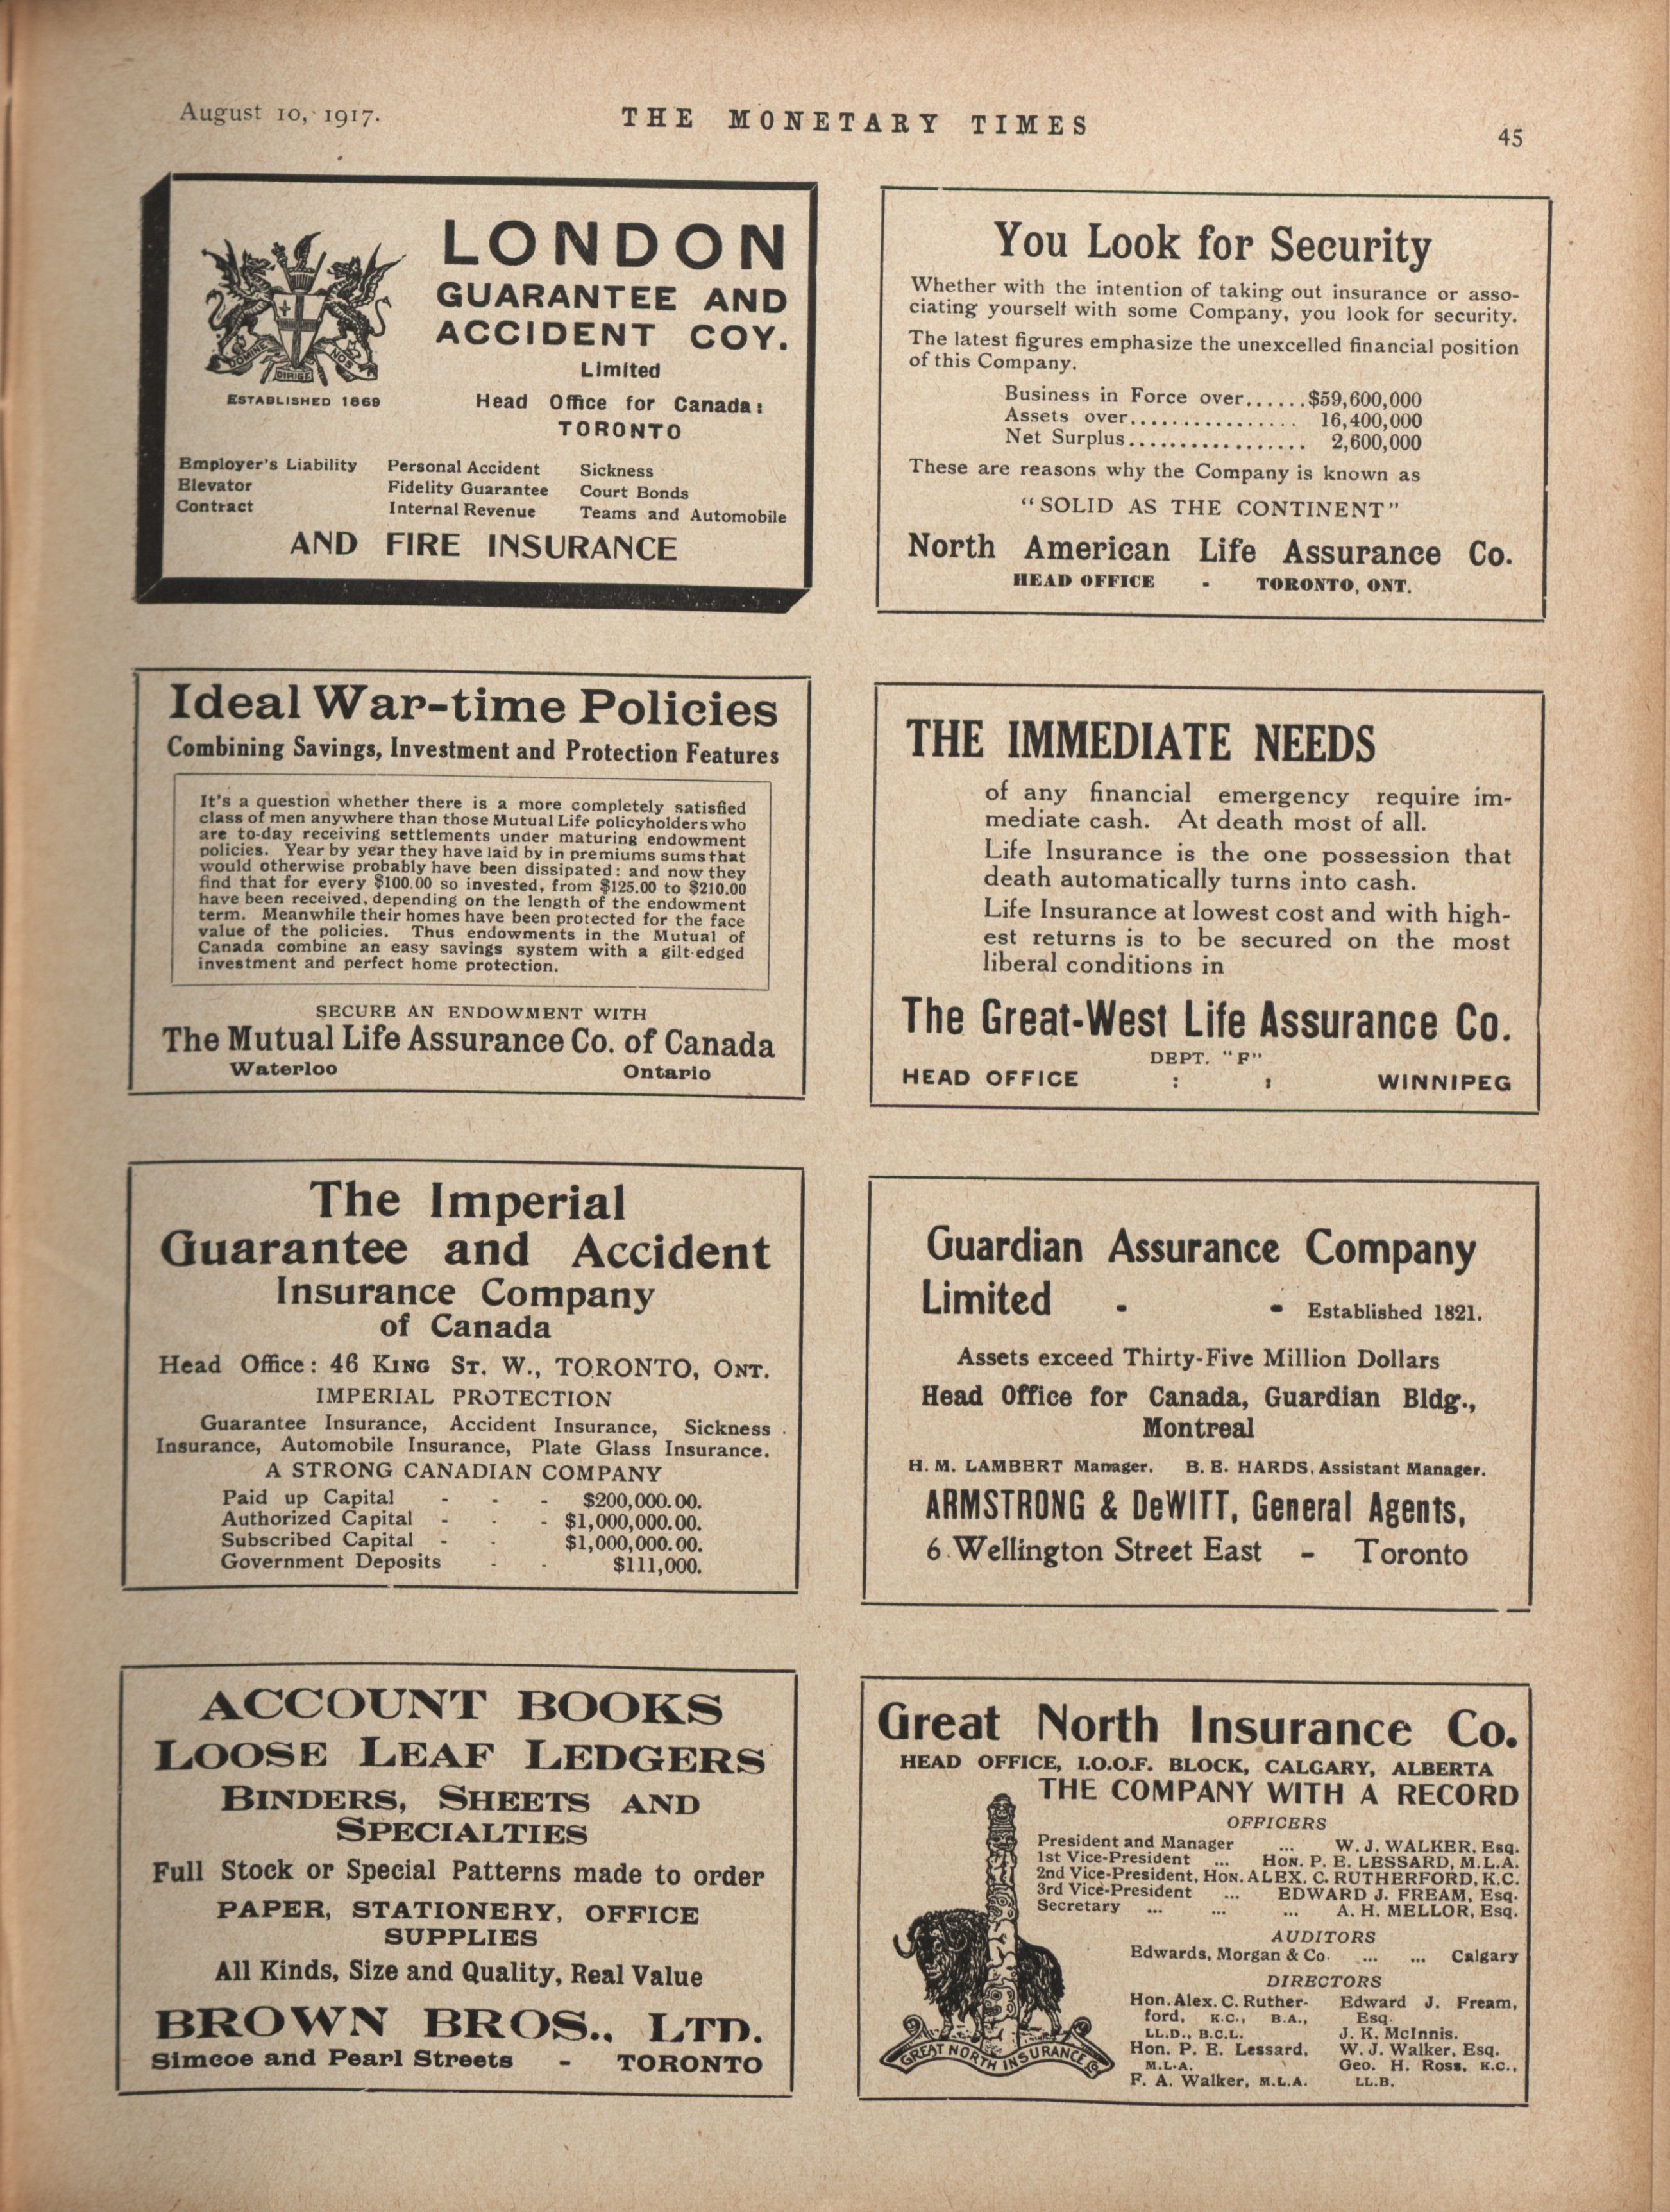 August 10, 1917.
THE MONETARY TIMES
45
LONDON
GUARANTEE AND
ACCIDENT COY.
Limited
DOMINE
DIRIGE
NOS
ESTABLISHED 1869
Head Office for Canada:
TORONTO
Employer's Liability Personal Accident Sickness
Elevator Fidelity Guarantee Court Bonds
Contract Internal Revenue Teams and Automobile
AND FIRE INSURANCE
You Look for Security
Whether with the intention of taking out insurance or asso-
ciating yourself with some Company, you look for security.
The latest figures emphasize the unexcelled financial position
of this Company.
Business in Force over......$59,600,000
Assets over................ 16,400,000
Net Surplus................. 2,600,000
These are reasons why the Company is known as
"SOLID AS THE CONTINENT"
North American Life Assurance Co.
HEAD OFFICE - TORONTO, ONT.
Ideal War-time Policies
Combining Savings, Investment and Protection Features
It's a question whether there is a more completely satisfied
class of men anywhere than those Mutual Life policyholders who
are to-day receiving settlements under maturing endowment
policies. Year by year they have laid by in premiums sums that
would otherwise probably have been dissipated: and now they
find that for every $100.00 so invested, from $125.00 to $210.00
have been received, depending on the length of the endowment
term. Meanwhile their homes have been protected for the face
value of the policies. Thus endowments in the Mutual of
Canada combine an easy savings system with a gilt-edged
investment and perfect home protection.
SECURE AN ENDOWMENT WITH
The Mutual Life Assurance Co. of Canada
Waterloo Ontario
THE IMMEDIATE NEEDS
of any financial emergency require im-
mediate cash. At death most of all.
Life Insurance is the one possession that
death automatically turns into cash.
Life Insurance at lowest cost and with high-
est returns is to be secured on the most
liberal conditions in
The Great-West Life Assurance Co.
DEPT. "F"
HEAD OFFICE : : WINNIPEG
The Imperial
Guarantee and Accident
Insurance Company
of Canada
Head Office: 46 KING ST. W., TORONTO, ONT.
IMPERIAL PROTECTION
Guarantee Insurance, Accident Insurance, Sickness
Insurance, Automobile Insurance, Plate Glass Insurance.
A STRONG CANADIAN COMPANY
Paid up Capital - - - $200,000.00.
Authorized Capital - - - $1,000,000.00.
Subscribed Capital - - $1,000,000.00.
Government Deposits - - $111,000.
Guardian Assurance Company
Limited - - Established 1821.
Assets exceed Thirty-Five Million Dollars
Head Office for Canada, Guardian Bldg.,
Montreal
H. M. LAMBERT Manager. B. E. HARDS, Assistant Manager.
ARMSTRONG & DeWITT, General Agents,
6 Wellington Street East - Toronto
ACCOUNT BOOKS
LOOSE LEAF LEDGERS
BINDERS, SHEETS AND
SPECIALTIES
Full Stock or Special Patterns made to order
PAPER, STATIONERY, OFFICE
SUPPLIES
All Kinds, Size and Quality, Real Value
BROWN BROS., LTD.
Simcoe and Pearl Streets - TORONTO
Great North Insurance Co.
HEAD OFFICE, I.O.O.F. BLOCK, CALGARY, ALBERTA
THE COMPANY WITH A RECORD
OFFICERS
President and Manager ... W. J. WALKER, Esq.
1st Vice-President ... HON. P. E. LESSARD, M.L.A.
2nd Vice-President, HON. ALEX. C. RUTHERFORD, K.C.
3rd Vice-President ... EDWARD J. FREAM, Esq.
Secretary ... ... ... A. H. MELLOR, Esq.
AUDITORS
Edwards, Morgan & Co. ... ... Calgary
DIRECTORS
Hon. Alex. C. Ruther- Edward J. Fream,
ford, K.C., B.A., Esq.
LL.D., B.C.L. J. K. McInnis.
Hon. P. E. Lessard, W. J. Walker, Esq.
M.L.A. Geo. H. Ross, K.C.,
F. A. Walker, M.L.A. LL.B.
GREAT NORTH INSURANCE CO